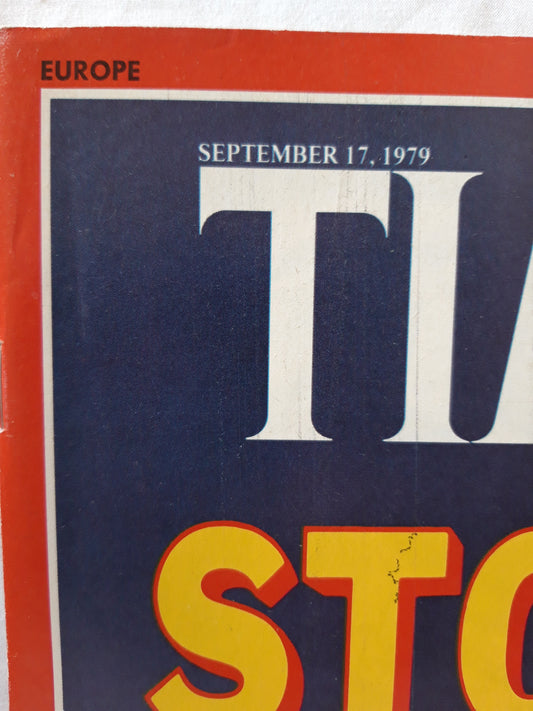 EUROPE
SEPTEMBER 17, 1979
TI
STO